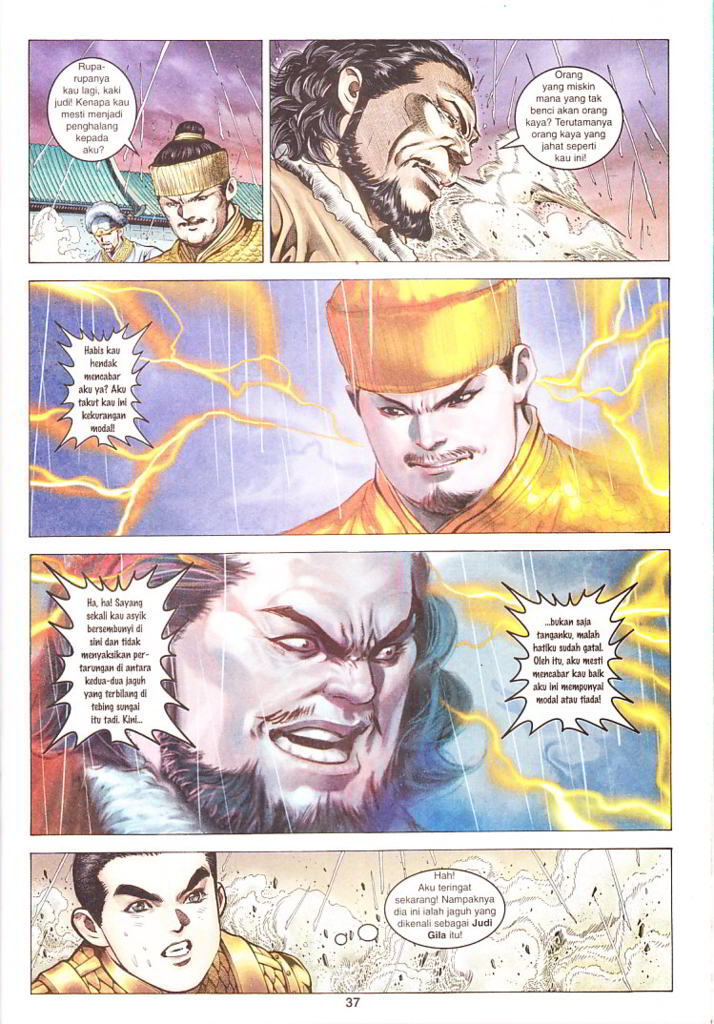 Rupa-
rupanya
kau lagi, kaki
judi! Kenapa kau
mesti menjadi
penghalang
kepada
aku?
Orang
yang miskin
mana yang tak
benci akan orang
kaya? Terutamanya
orang kaya yang
jahat seperti
kau ini!
Habis kau
hendak
mencabar
aku ya? Aku
takut kau ini
kekurangan
modal!
Ha, ha! Sayang
sekali kau asyik
bersembunyi di
sini dan tidak
menyaksikan per-
tarungan di antara
kedua-dua jaguh
yang terbilang di
tebing sungai
itu tadi. Kini...
...bukan saja
tanganku, malah
hatiku sudah gatal.
Oleh itu, aku mesti
mencabar kau baik
aku ini mempunyai
modal atau tiada!
Hah!
Aku teringat
sekarang! Nampaknya
dia ini ialah jaguh yang
dikenali sebagai Judi
Gila itu!
37